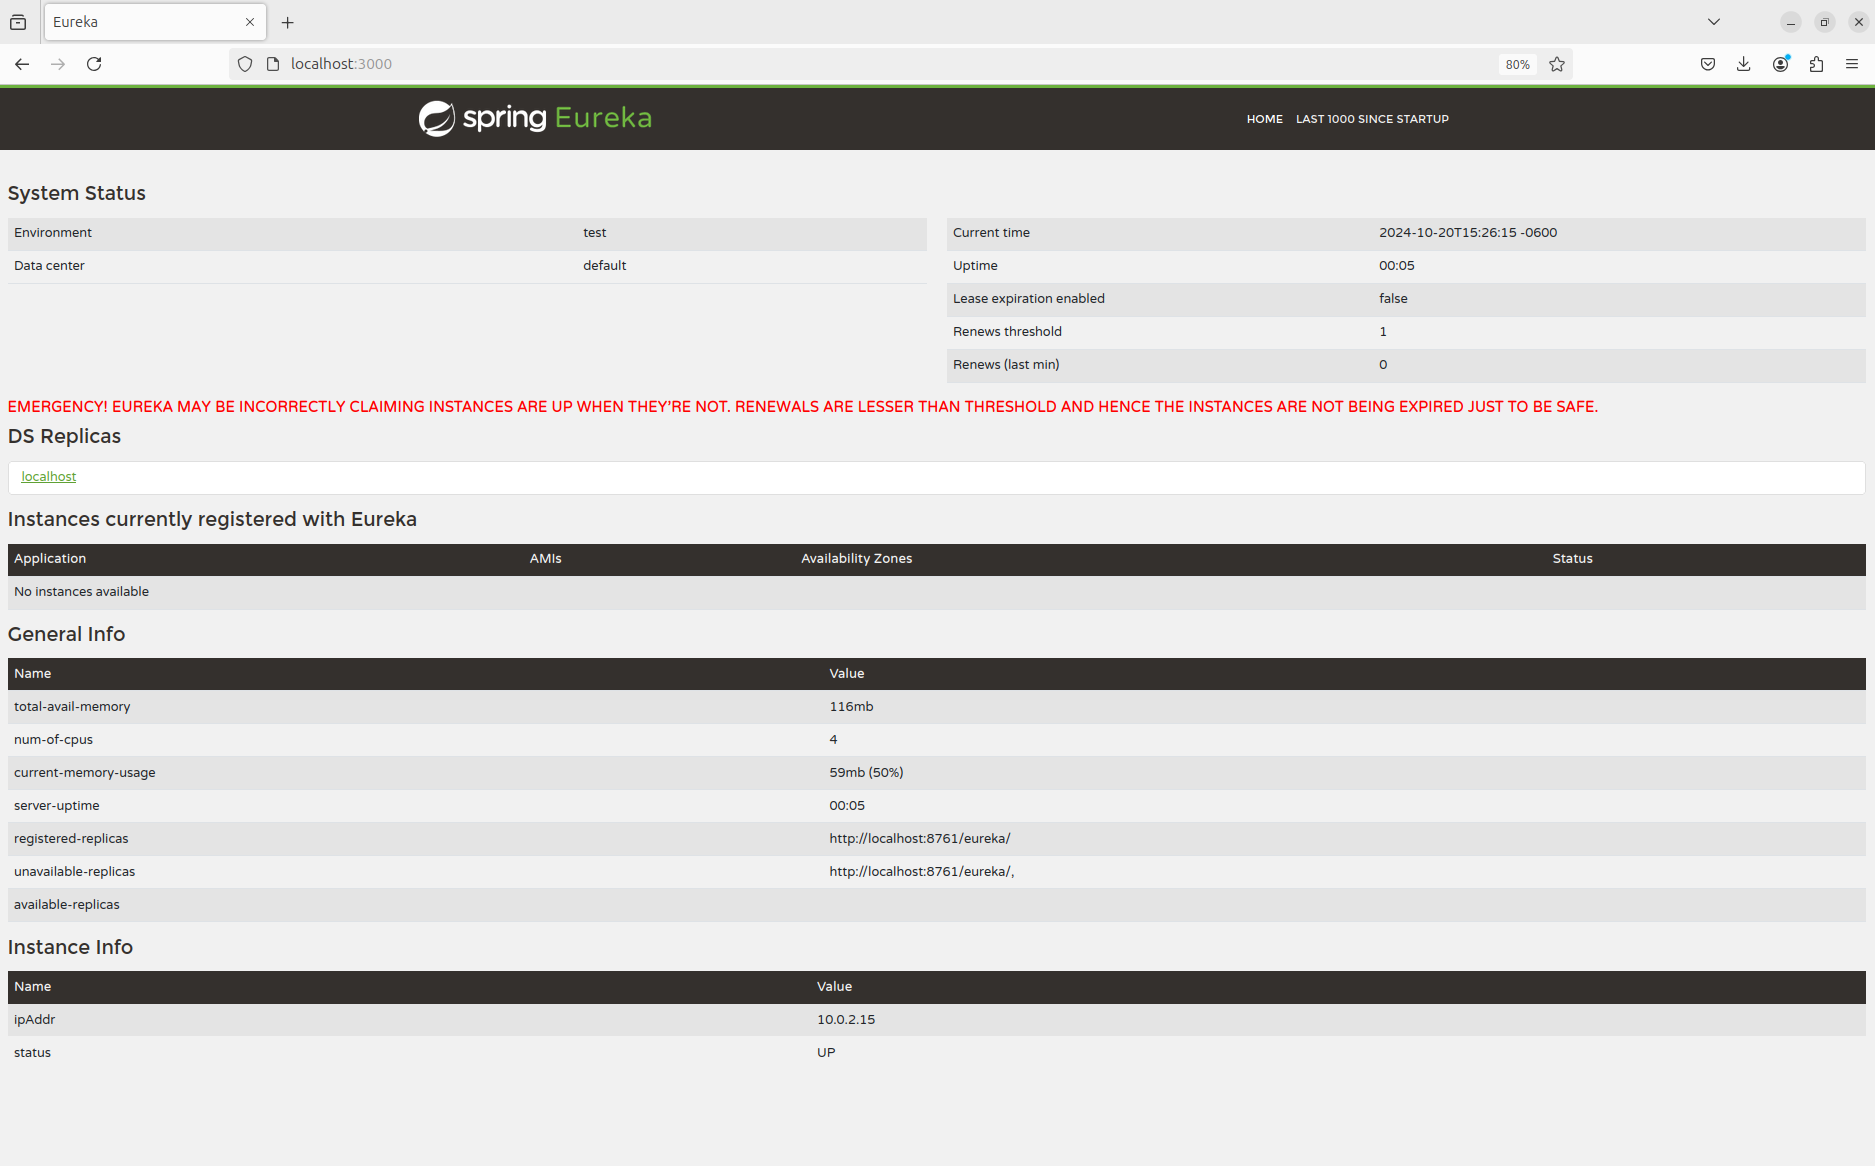 Eureka
localhost:3000
80%
spring Eureka
HOME LAST 1000 SINCE STARTUP
System Status
Environment test
Data center default
Current time 2024-10-20T15:26:15 -0600
Uptime 00:05
Lease expiration enabled false
Renews threshold 1
Renews (last min) 0
EMERGENCY! EUREKA MAY BE INCORRECTLY CLAIMING INSTANCES ARE UP WHEN THEY'RE NOT. RENEWALS ARE LESSER THAN THRESHOLD AND HENCE THE INSTANCES ARE NOT BEING EXPIRED JUST TO BE SAFE.
DS Replicas
localhost
Instances currently registered with Eureka
Application AMIs Availability Zones Status
No instances available
General Info
Name Value
total-avail-memory 116mb
num-of-cpus 4
current-memory-usage 59mb (50%)
server-uptime 00:05
registered-replicas http://localhost:8761/eureka/
unavailable-replicas http://localhost:8761/eureka/,
available-replicas
Instance Info
Name Value
ipAddr 10.0.2.15
status UP